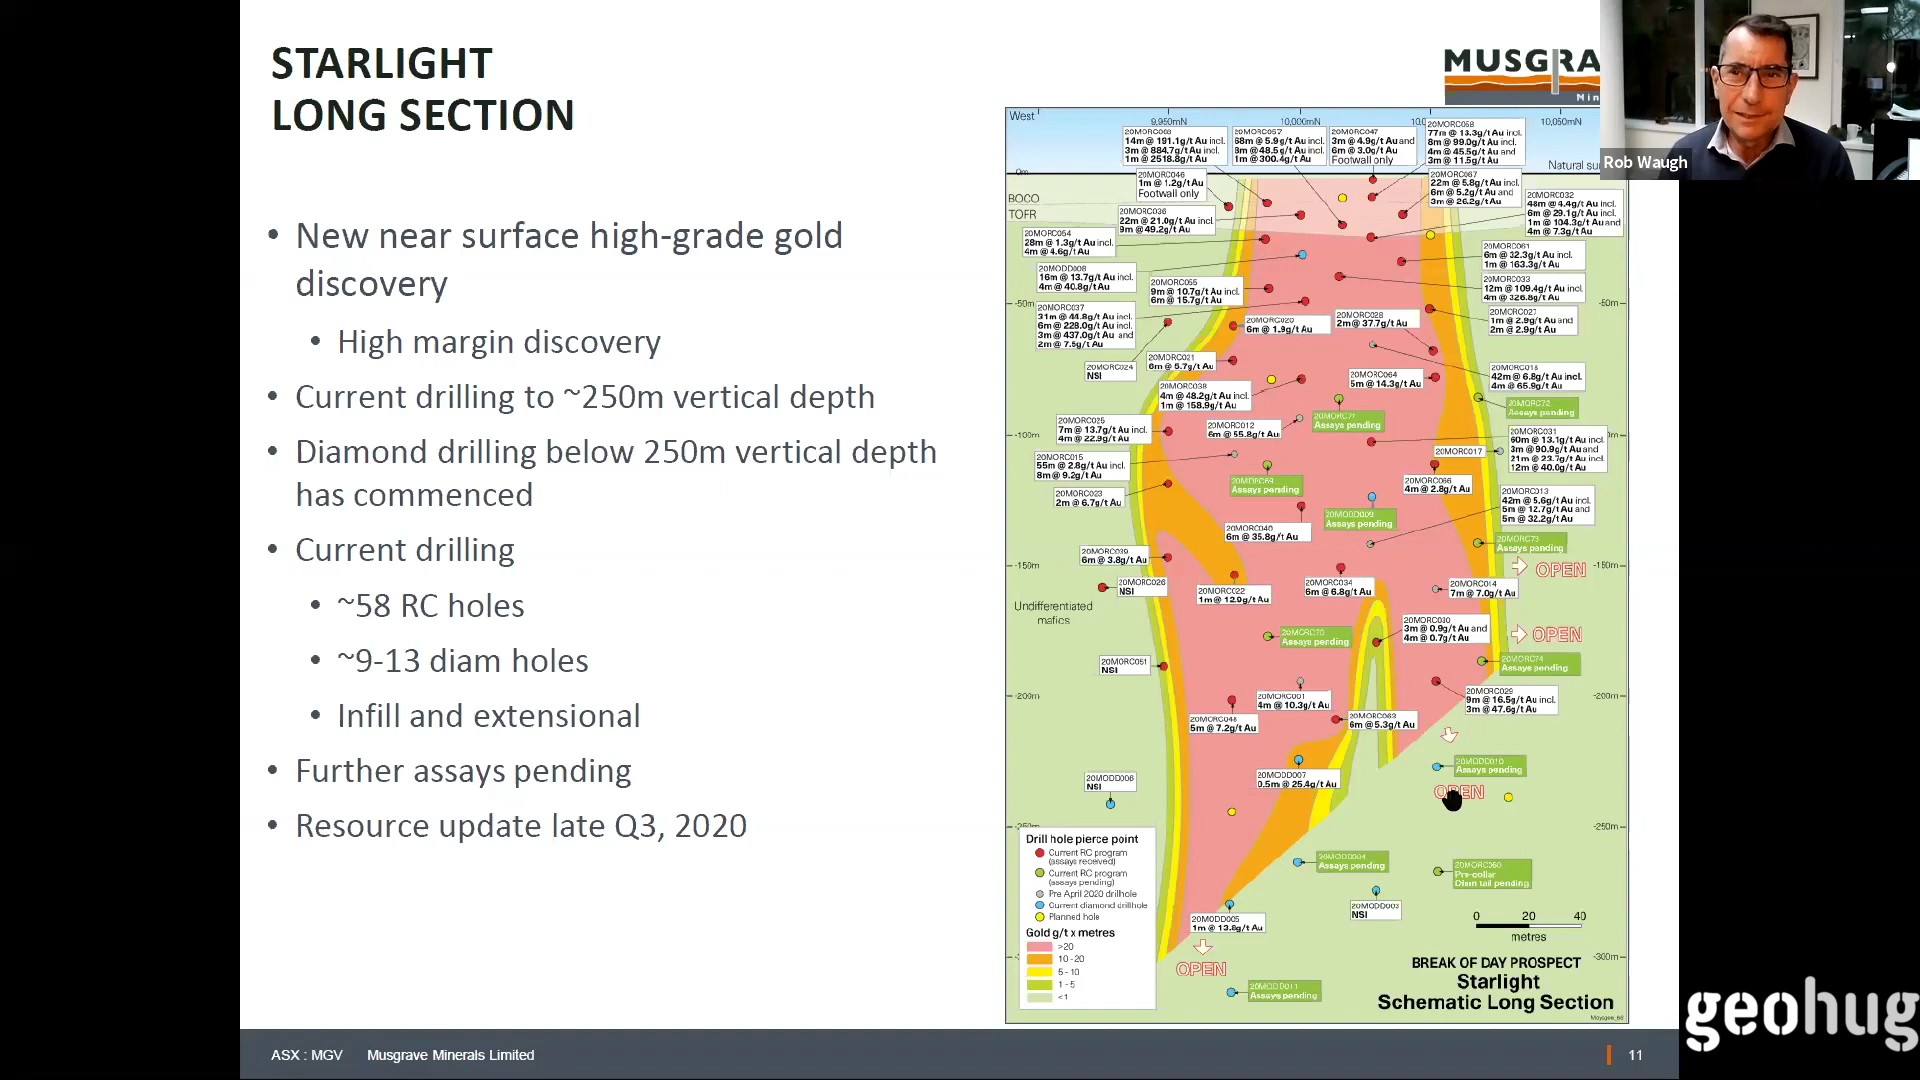 STARLIGHT
LONG SECTION
• New near surface high-grade gold
discovery
• High margin discovery
• Current drilling to ~250m vertical depth
• Diamond drilling below 250m vertical depth
has commenced
• Current drilling
• ~58 RC holes
• ~9-13 diam holes
• Infill and extensional
• Further assays pending
• Resource update late Q3, 2020
MUSGRA
Min
Rob Waugh
West
9,950mN
10,000mN
10,0
10,050mN
Natural su
0m
BOCO
TOFR
20MORC060
14m @ 191.1g/t Au incl.
3m @ 884.7g/t Au incl.
1m @ 2518.8g/t Au
20MORC057
68m @ 5.9g/t Au incl.
8m @ 48.5g/t Au incl.
1m @ 300.4g/t Au
20MORC047
3m @ 4.9g/t Au and
6m @ 3.0g/t Au
Footwall only
20MORC058
77m @ 13.3g/t Au incl.
8m @ 99.0g/t Au incl.
4m @ 45.5g/t Au and
3m @ 11.5g/t Au
20MORC046
1m @ 1.2g/t Au
Footwall only
20MORC067
22m @ 5.8g/t Au incl.
6m @ 5.2g/t Au and
3m @ 26.2g/t Au
20MORC032
48m @ 4.4g/t Au incl.
6m @ 29.1g/t Au incl.
1m @ 104.3g/t Au and
4m @ 7.3g/t Au
20MORC036
22m @ 21.0g/t Au incl.
9m @ 49.2g/t Au
20MORC054
28m @ 1.3g/t Au incl.
4m @ 4.6g/t Au
20MORC061
6m @ 32.3g/t Au incl.
1m @ 163.3g/t Au
20MODD008
16m @ 13.7g/t Au incl.
4m @ 40.8g/t Au
20MORC055
9m @ 10.7g/t Au incl.
6m @ 15.7g/t Au
20MORC033
12m @ 109.4g/t Au incl.
4m @ 326.8g/t Au
-50m
-50m
20MORC037
31m @ 44.8g/t Au incl.
6m @ 228.0g/t Au incl.
3m @ 437.0g/t Au and
2m @ 7.5g/t Au
20MORC020
6m @ 1.9g/t Au
20MORC028
2m @ 37.7g/t Au
20MORC027
1m @ 2.9g/t Au and
2m @ 2.9g/t Au
20MORC024
NSI
20MORC021
6m @ 5.7g/t Au
20MORC064
5m @ 14.3g/t Au
20MORC016
42m @ 6.8g/t Au incl.
4m @ 65.9g/t Au
20MORC038
4m @ 48.2g/t Au incl.
1m @ 158.9g/t Au
20MORC71
Assays pending
20MORC72
Assays pending
20MORC025
7m @ 13.7g/t Au incl.
4m @ 22.9g/t Au
20MORC012
6m @ 55.8g/t Au
-100m
0m
20MORC031
60m @ 13.1g/t Au incl.
3m @ 90.9g/t Au and
21m @ 23.7g/t Au incl.
12m @ 40.0g/t Au
20MORC017
20MORC015
55m @ 2.8g/t Au incl.
8m @ 9.2g/t Au
20MORC69
Assays pending
20MORC066
4m @ 2.8g/t Au
20MORC023
2m @ 6.7g/t Au
20MODD009
Assays pending
20MORC013
42m @ 5.6g/t Au incl.
5m @ 12.7g/t Au and
5m @ 32.2g/t Au
20MORC040
6m @ 35.8g/t Au
20MORC73
Assays pending
20MORC039
6m @ 3.8g/t Au
-150m
-150m
OPEN
20MORC026
NSI
20MORC022
1m @ 12.9g/t Au
20MORC034
6m @ 6.8g/t Au
20MORC014
7m @ 7.0g/t Au
Undifferentiated
mafics
20MORC70
Assays pending
20MORC030
3m @ 0.9g/t Au and
4m @ 0.7g/t Au
OPEN
20MORC051
NSI
20MORC74
Assays pending
-200m
-200m
20MORC001
4m @ 10.3g/t Au
20MORC029
9m @ 16.5g/t Au incl.
3m @ 47.6g/t Au
20MORC048
5m @ 7.2g/t Au
20MORC063
6m @ 5.3g/t Au
20MODD006
NSI
20MODD007
0.5m @ 25.4g/t Au
20MODD010
Assays pending
OPEN
-250m
-250m
20MODD004
Assays pending
20MORC050
Pre-collar
Diam tail pending
20MODD003
NSI
20MODD005
1m @ 13.8g/t Au
OPEN
20MODD011
Assays pending
-300m
Drill hole pierce point
Current RC program
(assays received)
Current RC program
(assays pending)
Pre April 2020 drillhole
Current diamond drillhole
Planned hole
Gold g/t x metres
>20
10 - 20
5 - 10
1 - 5
<1
0 20 40
metres
BREAK OF DAY PROSPECT
Starlight
Schematic Long Section
ASX : MGV Musgrave Minerals Limited
11
geohug